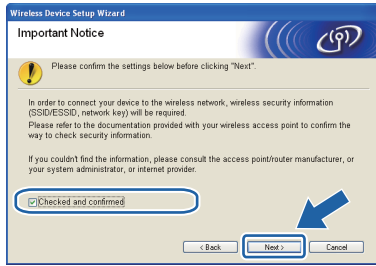 Wireless Device Setup Wizard
Important Notice
Please confirm the settings below before clicking "Next".
In order to connect your device to the wireless network, wireless security information
(SSID/ESSID, network key) will be required.
Please refer to the documentation provided with your wireless access point to confirm the
way to check security information.
If you couldn't find the information, please consult the access point/router manufacturer, or
your system administrator, or internet provider.
Checked and confirmed
< Back
Next >
Cancel